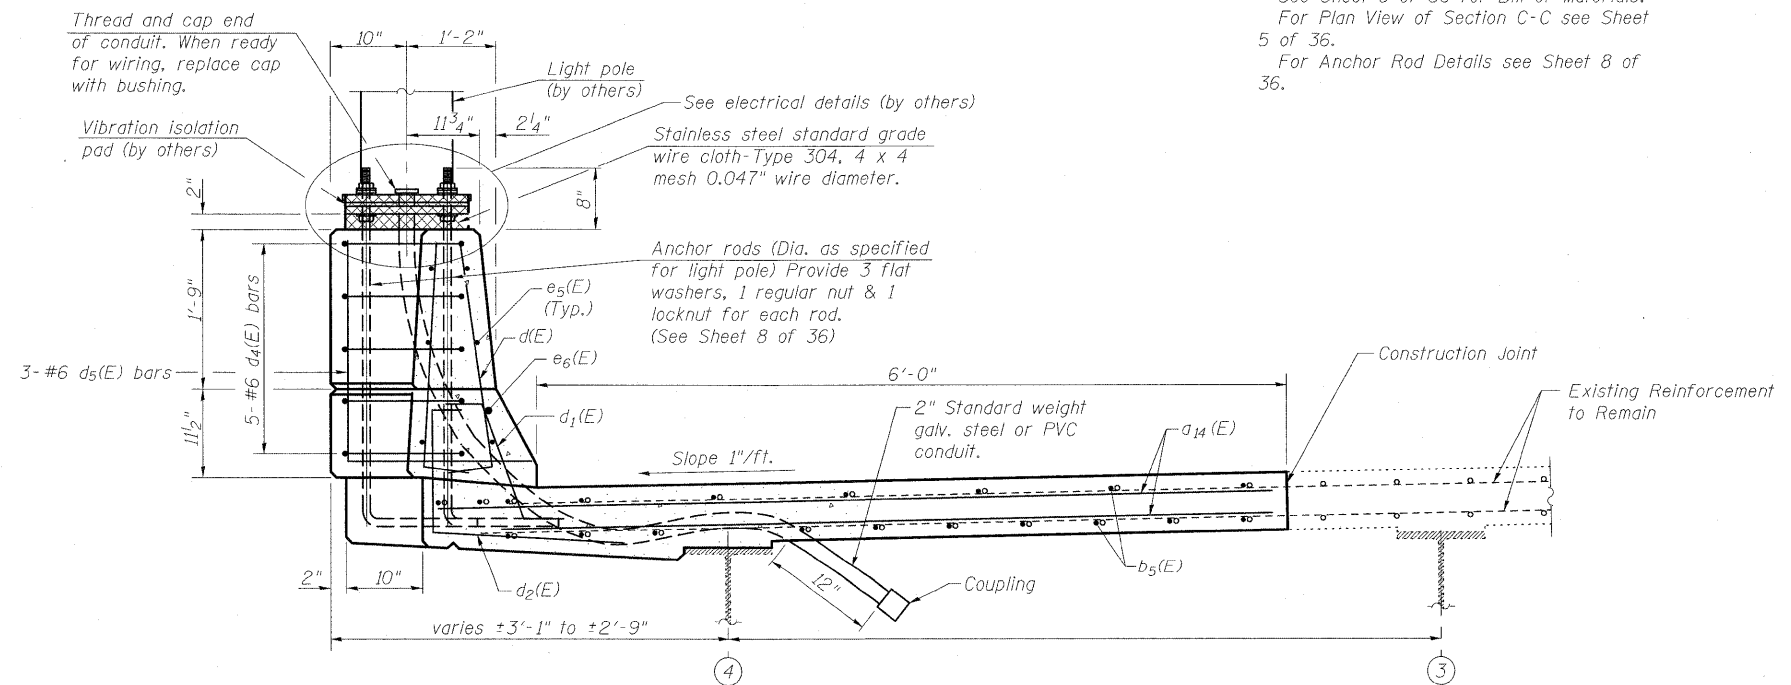 Thread and cap end
of conduit. When ready
for wiring, replace cap
with bushing.
Vibration isolation
pad (by others)
10"
1'-2"
Light pole
(by others)
11 3/4"
2 1/4"
See electrical details (by others)
Stainless steel standard grade
wire cloth-Type 304, 4 x 4
mesh 0.047" wire diameter.
For Plan View of Section C-C see Sheet
5 of 36.
For Anchor Rod Details see Sheet 8 of
36.
2"
8"
Anchor rods (Dia. as specified
for light pole) Provide 3 flat
washers, 1 regular nut & 1
locknut for each rod.
(See Sheet 8 of 36)
1'-9"
5- #6 d4(E) bars
e5(E)
(Typ.)
d(E)
e6(E)
3- #6 d5(E) bars
11 1/2"
d1(E)
6'-0"
Construction Joint
Existing Reinforcement
to Remain
2" Standard weight
galv. steel or PVC
conduit.
a14(E)
Slope 1"/ft.
2"
10"
d2(E)
12"
Coupling
b5(E)
varies ±3'-1" to ±2'-9"
4
3